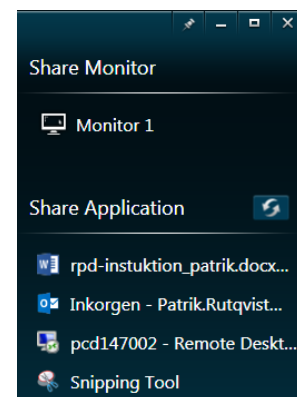 Share Monitor
Monitor 1
Share Application
rpd-instuktion_patrik.docx...
Inkorgen - Patrik.Rutqvist...
pcd147002 - Remote Deskt...
Snipping Tool